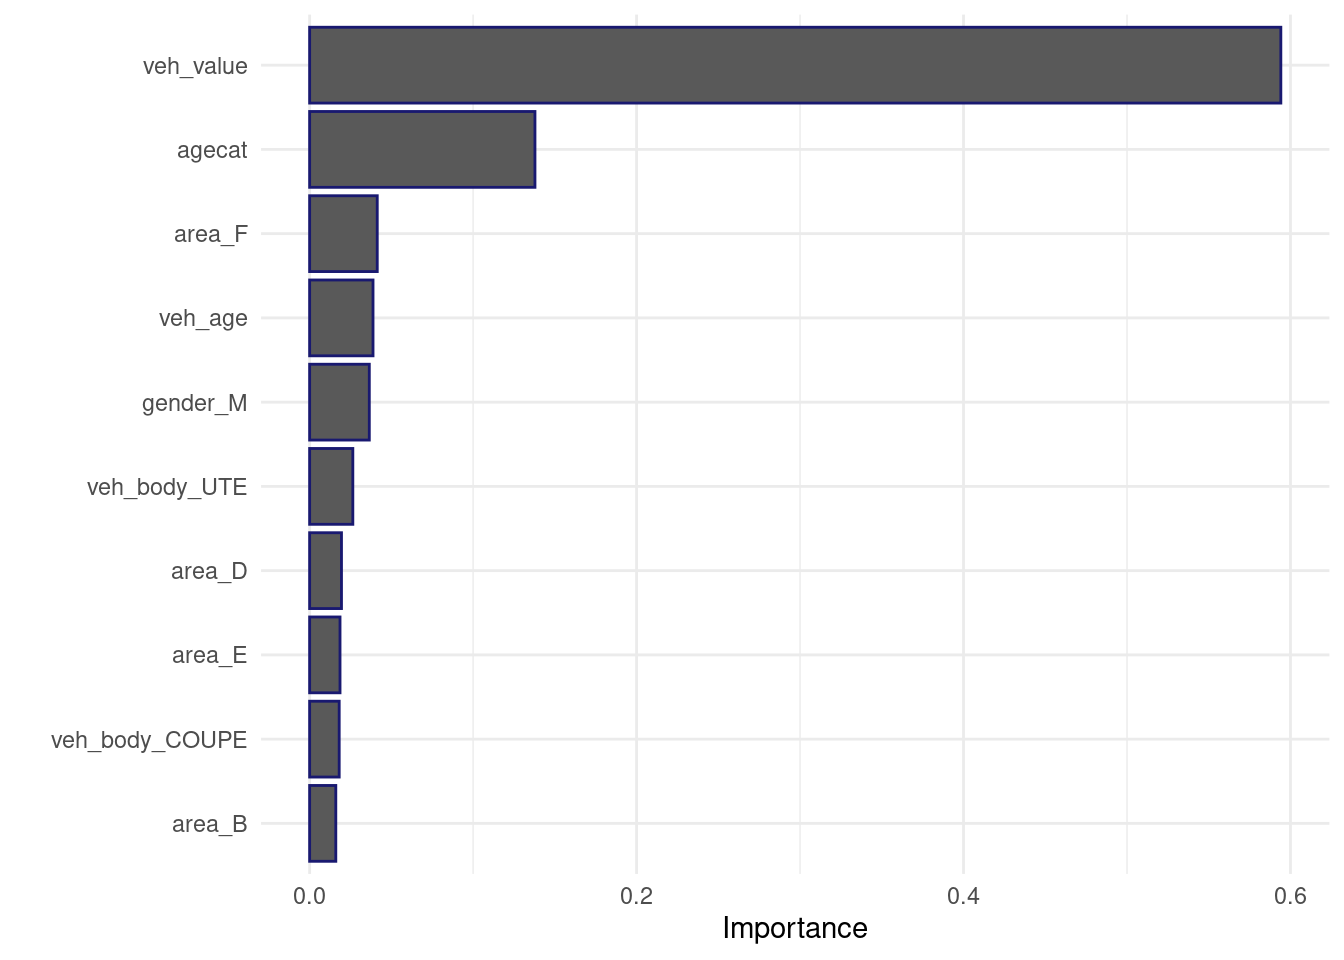 veh_value
agecat
area_F
veh_age
gender_M
veh_body_UTE
area_D
area_E
veh_body_COUPE
area_B
0.0 0.2 0.4 0.6
Importance